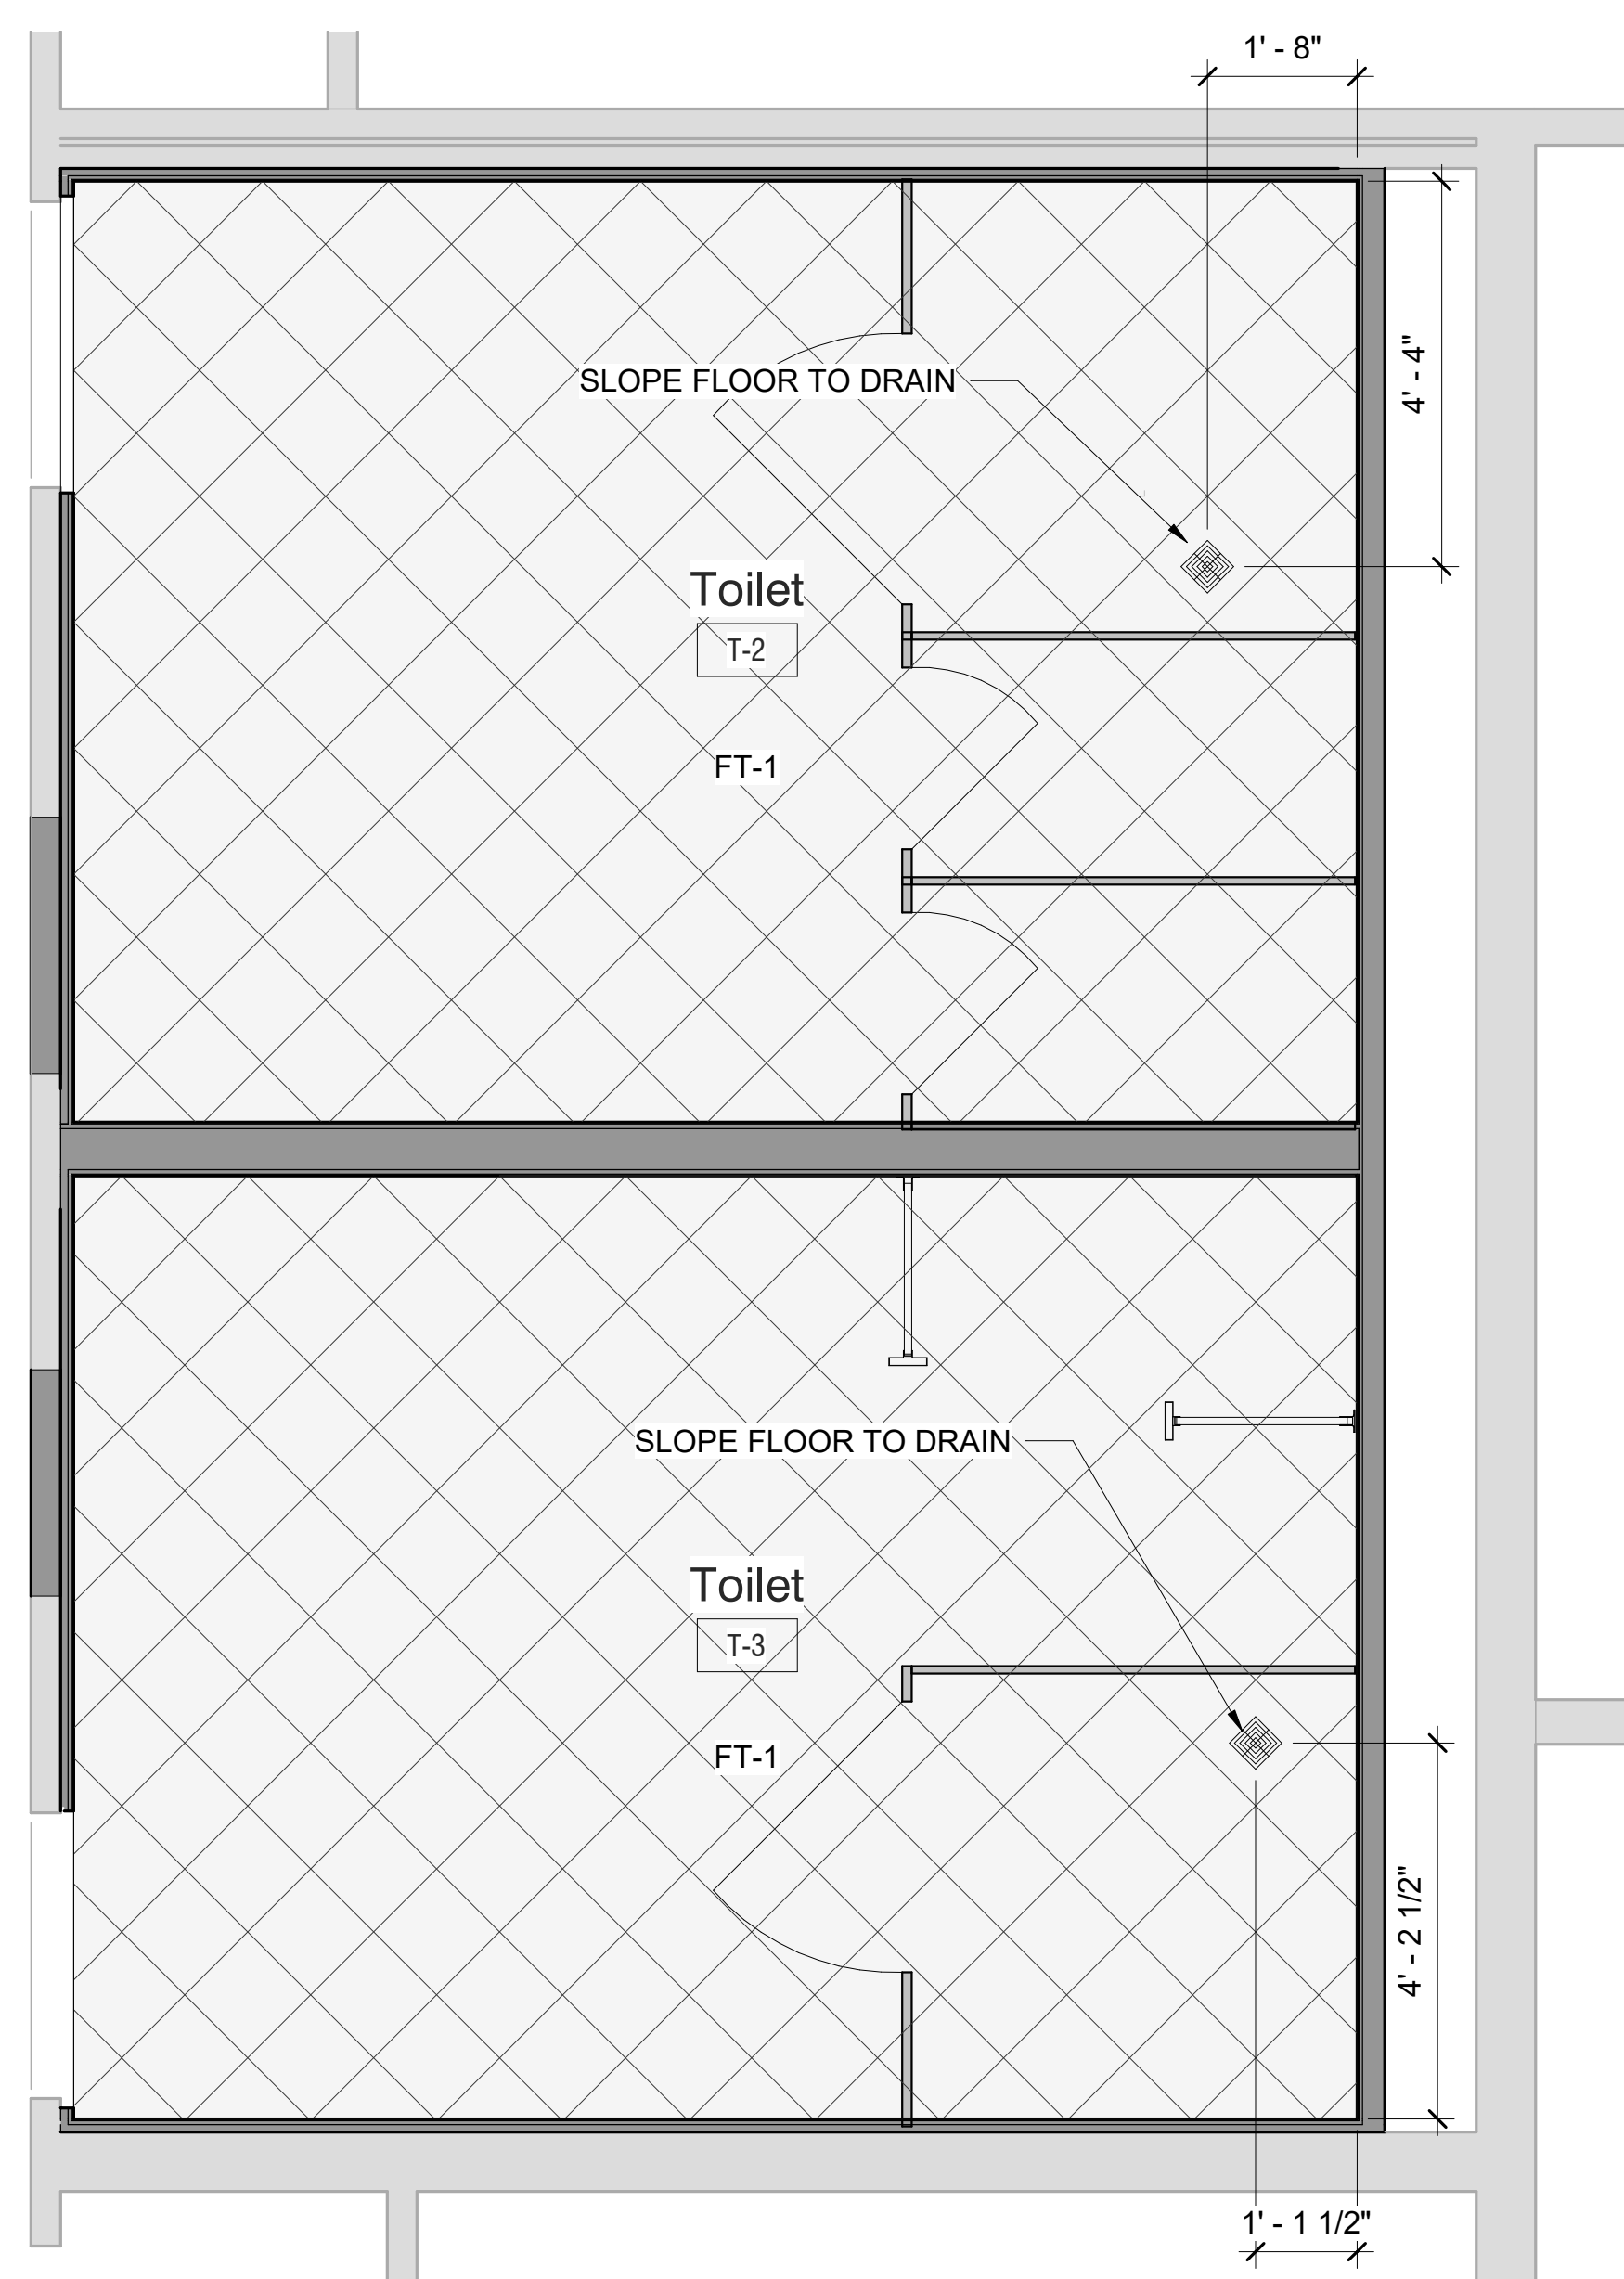 1' - 8"
4' - 4"
SLOPE FLOOR TO DRAIN
Toilet
T-2
FT-1
SLOPE FLOOR TO DRAIN
Toilet
T-3
FT-1
4' - 2 1/2"
1' - 1 1/2"